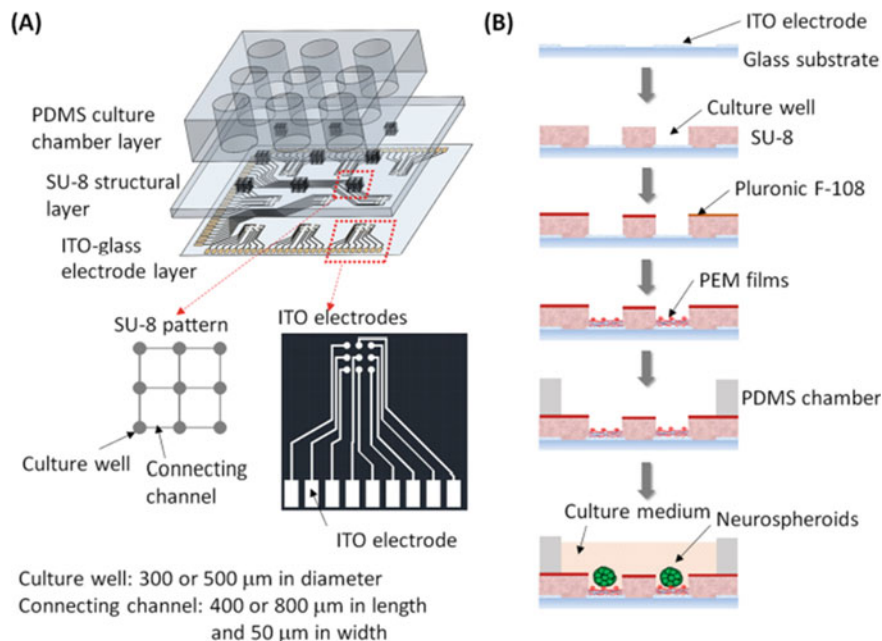 (A)
PDMS culture
chamber layer
SU-8 structural
layer
ITO-glass
electrode layer
SU-8 pattern
ITO electrodes
Culture well
Connecting
channel
ITO electrode
Culture well: 300 or 500 μm in diameter
Connecting channel: 400 or 800 μm in length
and 50 μm in width
(B)
ITO electrode
Glass substrate
Culture well
SU-8
Pluronic F-108
PEM films
PDMS chamber
Culture medium
Neurospheroids